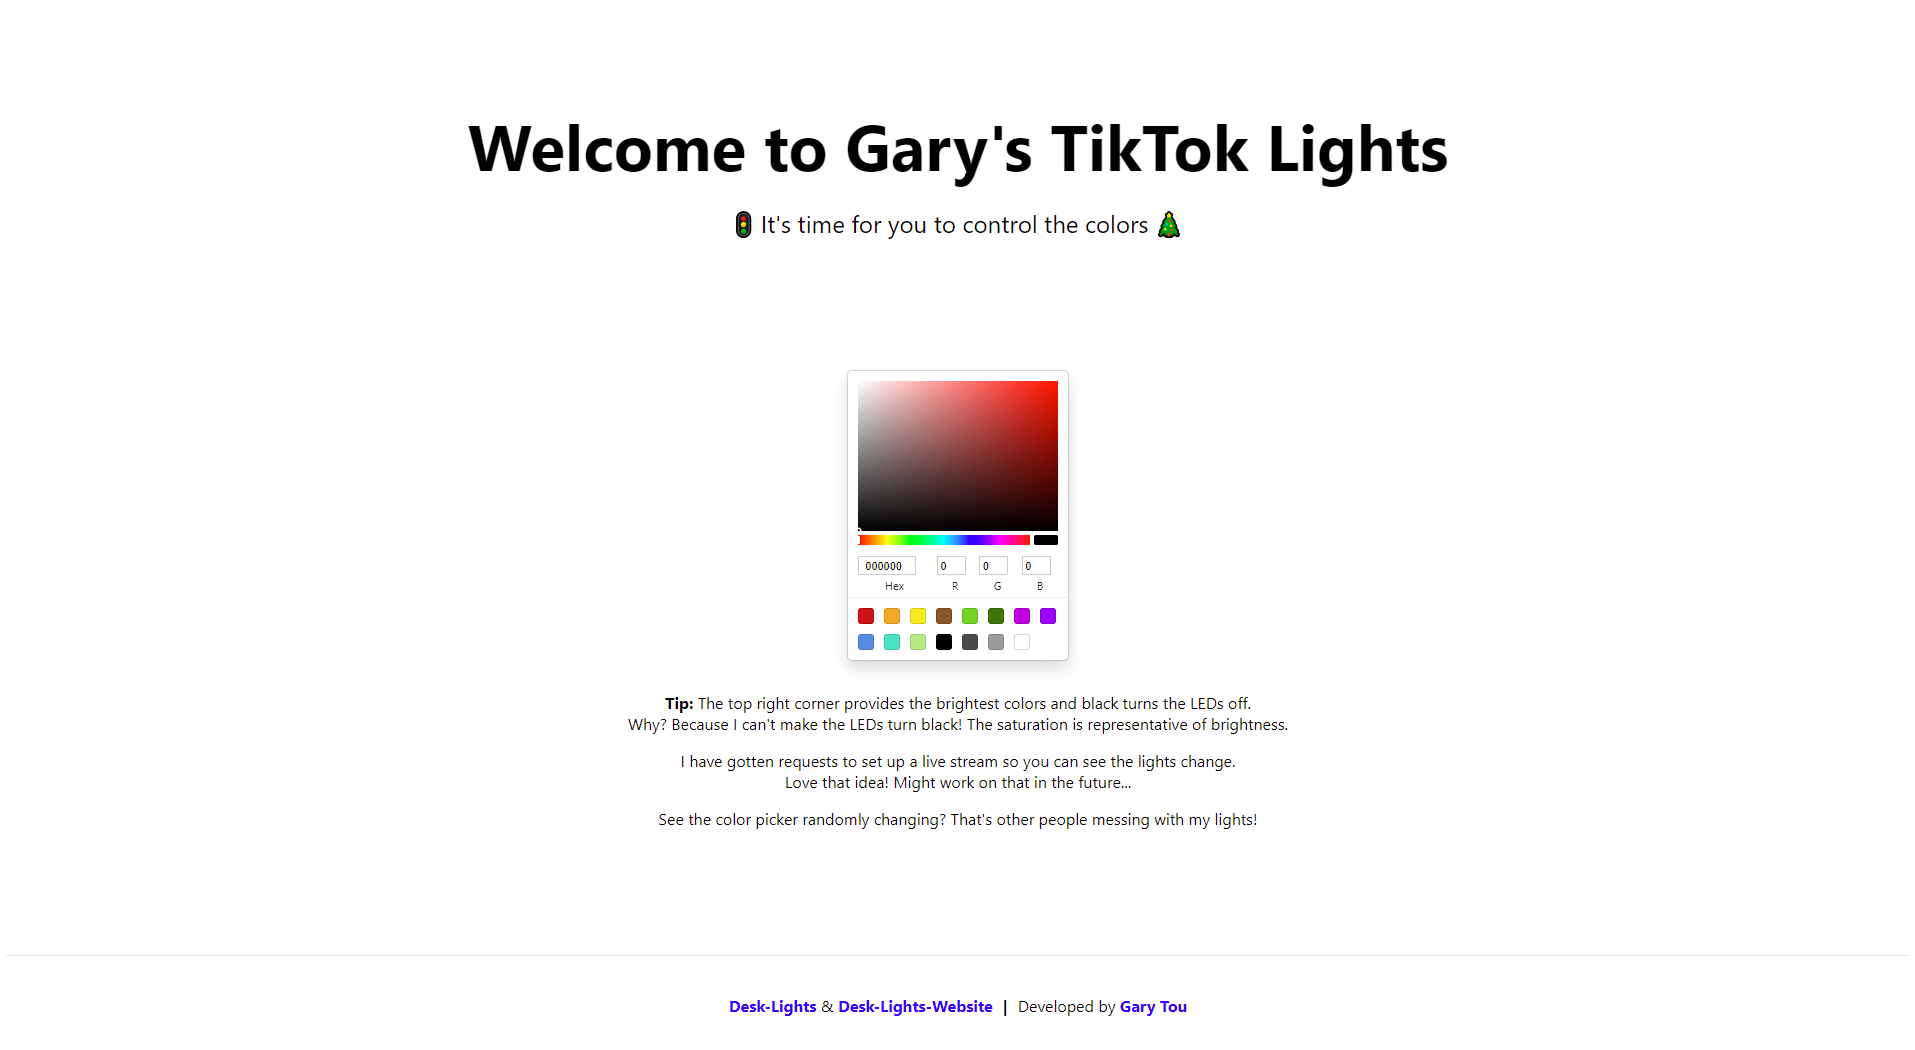 Welcome to Gary's TikTok Lights
🚦 It's time for you to control the colors 🎄
000000 0 0 0
Hex R G B
Tip: The top right corner provides the brightest colors and black turns the LEDs off.
Why? Because I can't make the LEDs turn black! The saturation is representative of brightness.
I have gotten requests to set up a live stream so you can see the lights change.
Love that idea! Might work on that in the future...
See the color picker randomly changing? That's other people messing with my lights!
Desk-Lights & Desk-Lights-Website | Developed by Gary Tou